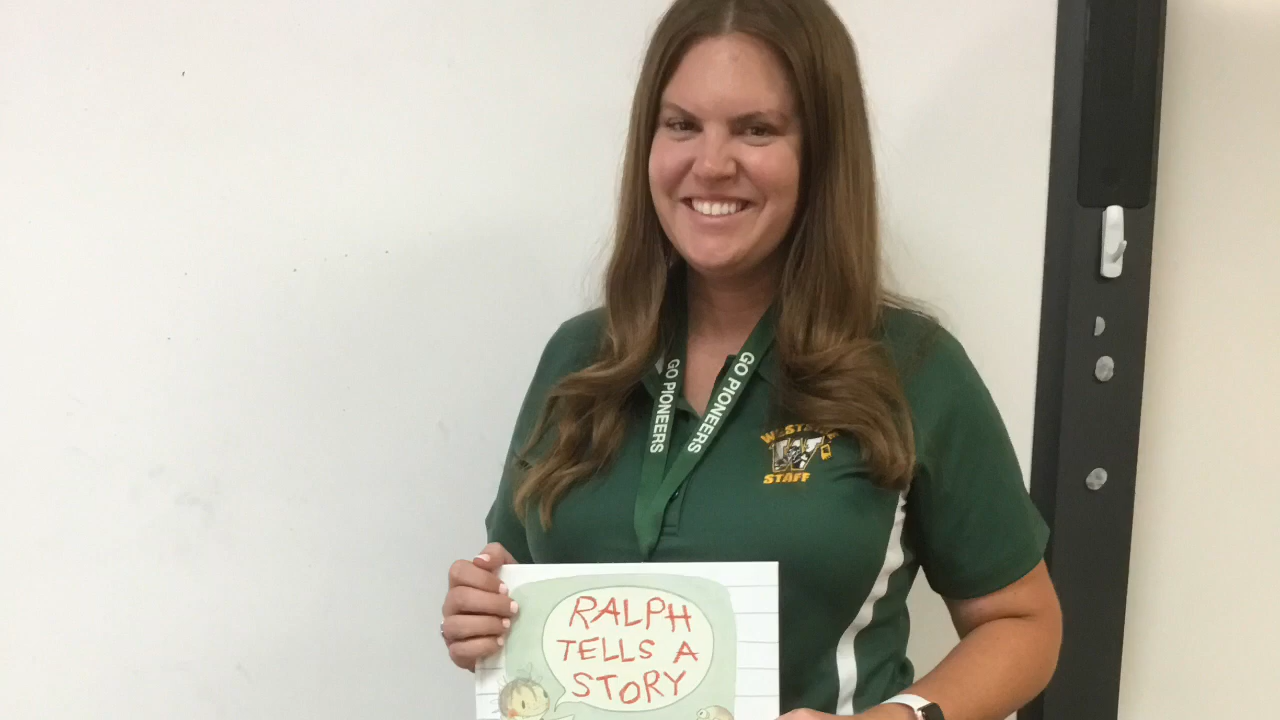 GO PIONEERS
GO PIONEERS
W
STAFF
RALPH
TELLS A
STORY